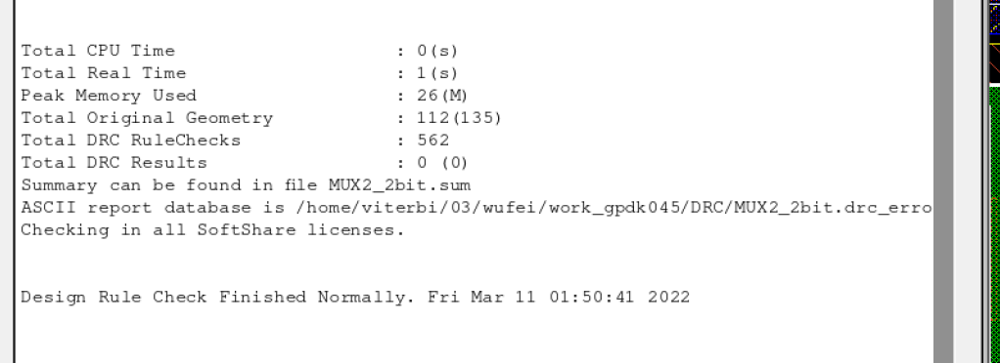 Total CPU Time : 0(s)
Total Real Time : 1(s)
Peak Memory Used : 26(M)
Total Original Geometry : 112(135)
Total DRC RuleChecks : 562
Total DRC Results : 0 (0)
Summary can be found in file MUX2_2bit.sum
ASCII report database is /home/viterbi/03/wufei/work_gpdk045/DRC/MUX2_2bit.drc_erro
Checking in all SoftShare licenses.
Design Rule Check Finished Normally. Fri Mar 11 01:50:41 2022